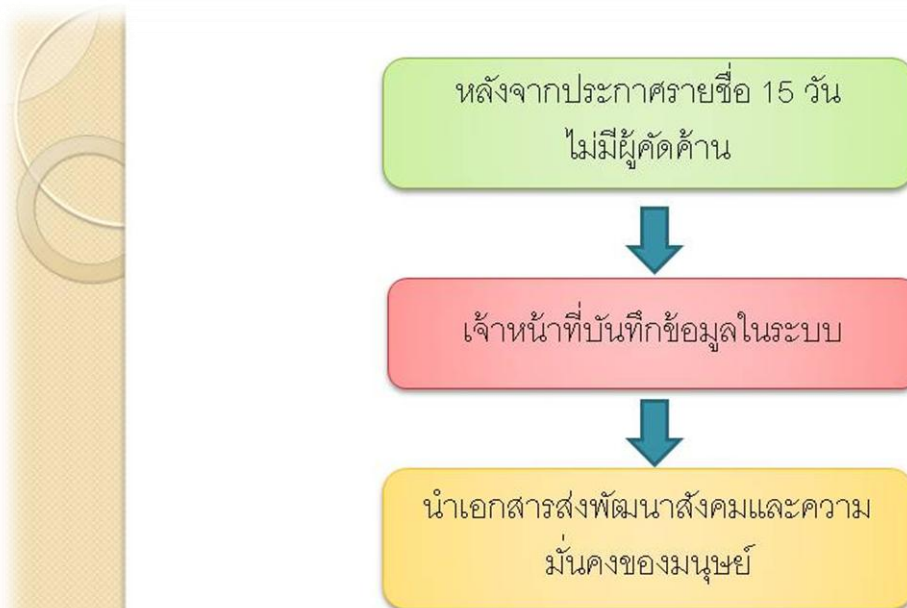 หลังจากประกาศรายชื่อ 15 วัน
ไม่มีผู้คัดค้าน
เจ้าหน้าที่บันทึกข้อมูลในระบบ
นำเอกสารส่งพัฒนาสังคมและความ
มั่นคงของมนุษย์